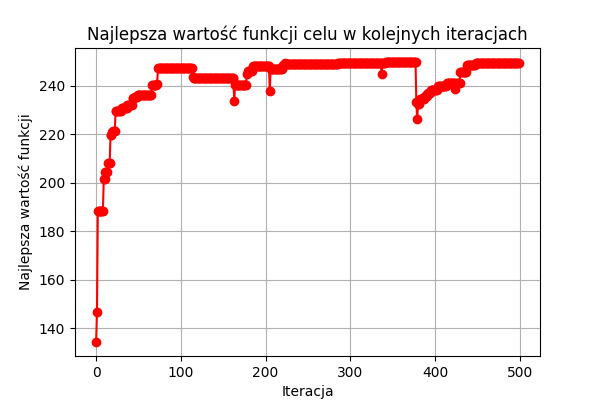 Najlepsza wartość funkcji celu w kolejnych iteracjach
Najlepsza wartość funkcji
240
220
200
180
160
140
0 100 200 300 400 500
Iteracja